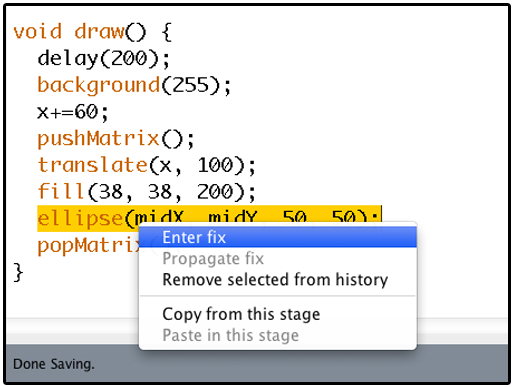 void draw() {
delay(200);
background(255);
x+=60;
pushMatrix();
translate(x, 100);
fill(38, 38, 200);
ellipse(midX, midY, 50, 50);
popMatrix
}
Enter fix
Propagate fix
Remove selected from history
Copy from this stage
Paste in this stage
Done Saving.